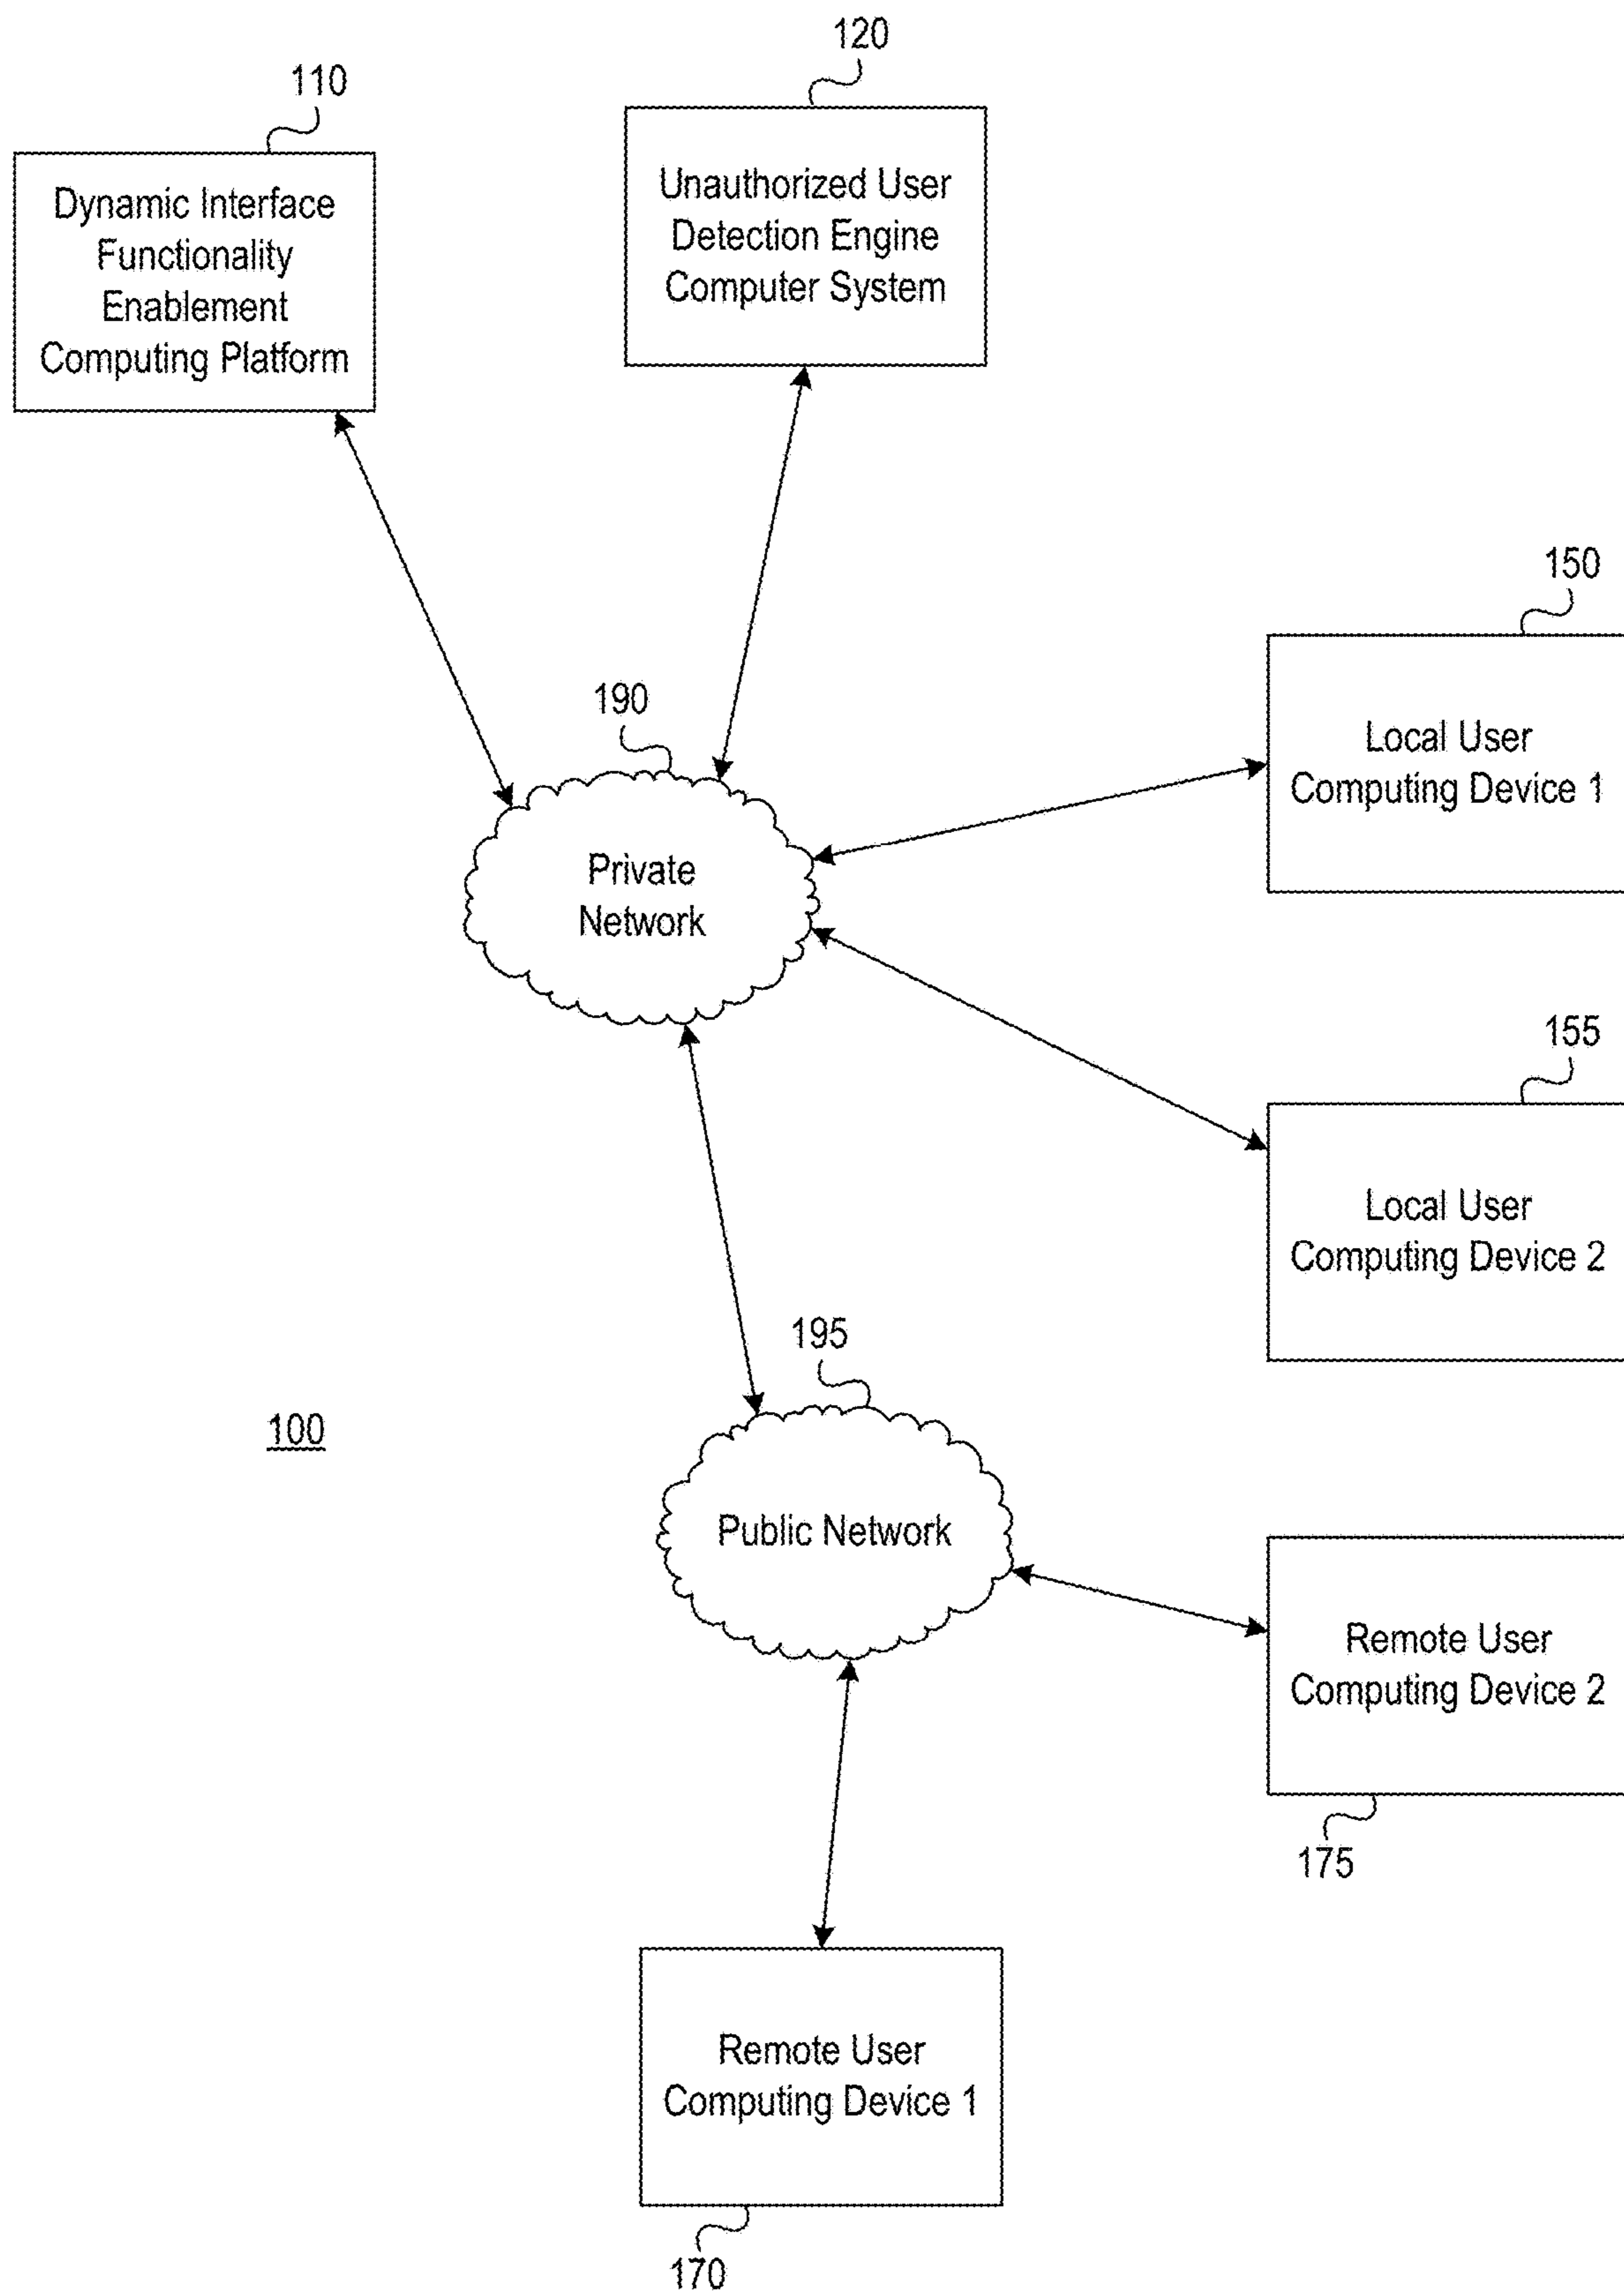 120
110
Unauthorized User
Detection Engine
Computer System
Dynamic Interface
Functionality
Enablement
Computing Platform
150
190
Local User
Computing Device 1
Private
Network
155
Local User
Computing Device 2
195
100
Public Network
Remote User
Computing Device 2
175
Remote User
Computing Device 1
170